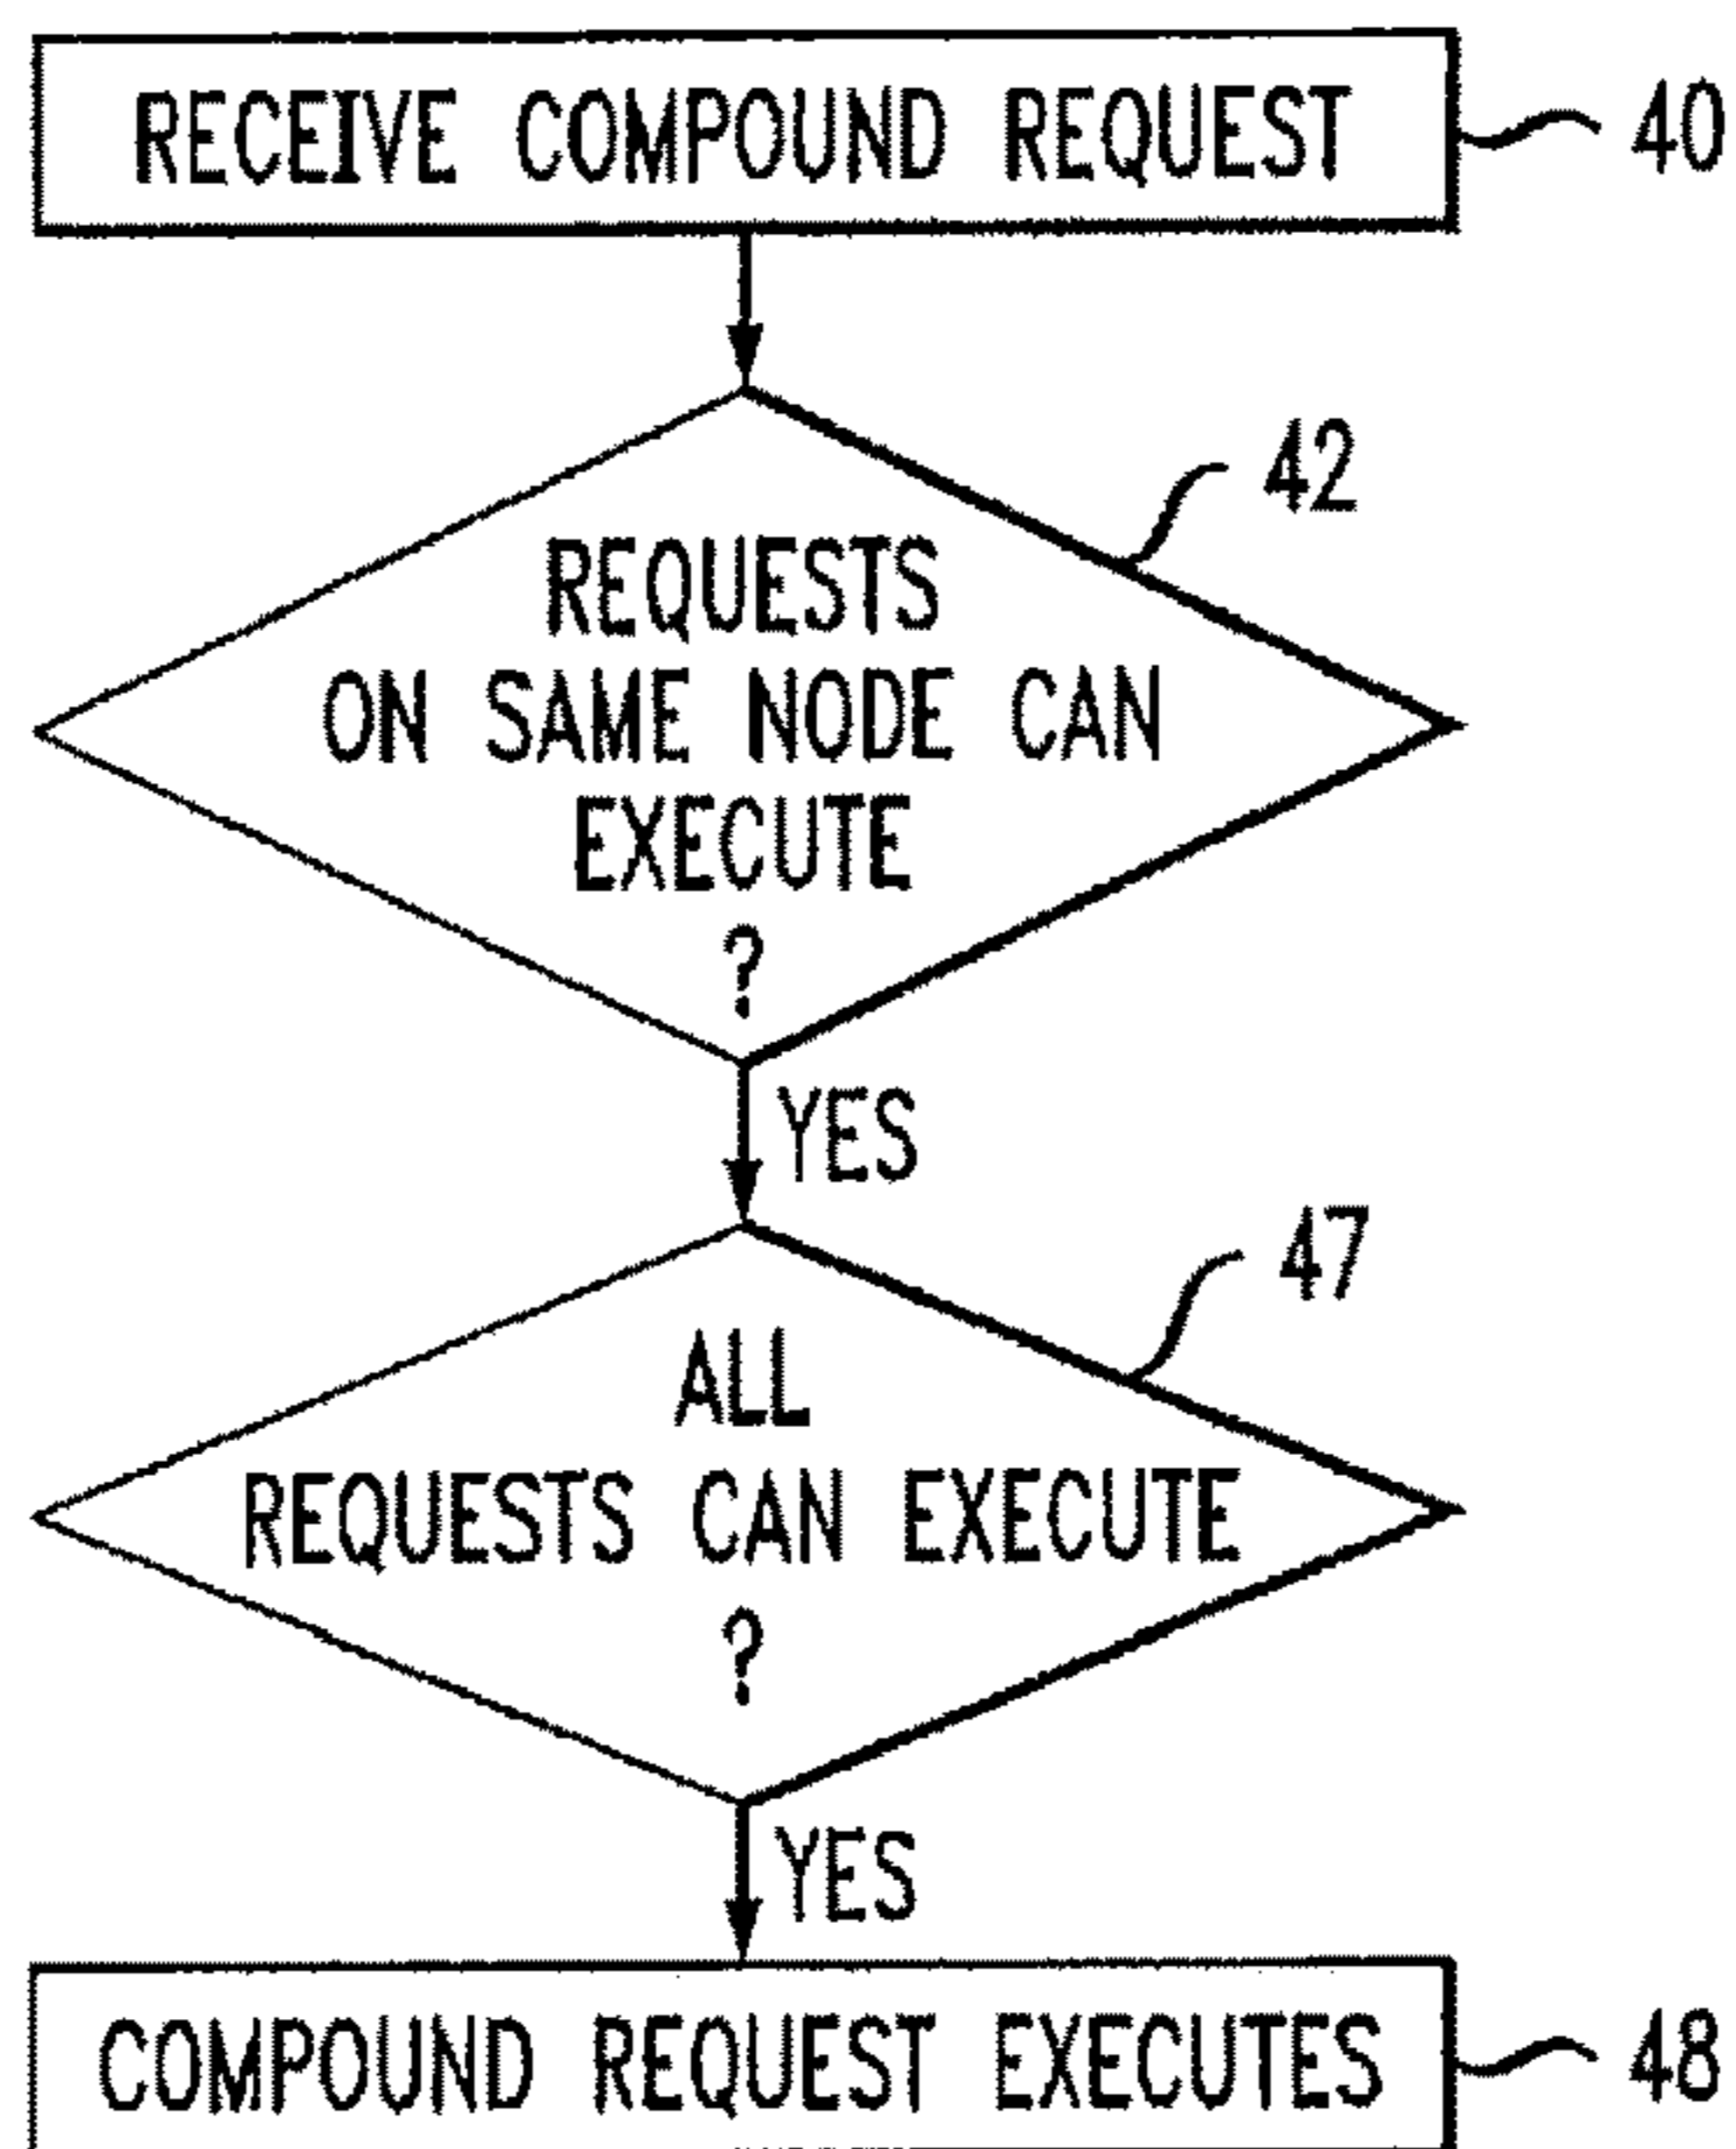 RECEIVE COMPOUND REQUEST 40
42
REQUESTS
ON SAME NODE CAN
EXECUTE
?
YES
47
ALL
REQUESTS CAN EXECUTE
?
YES
COMPOUND REQUEST EXECUTES 48